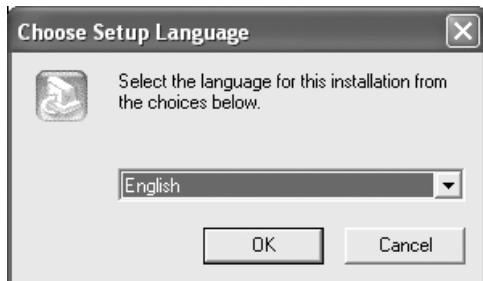 Choose Setup Language
Select the language for this installation from
the choices below.
English
OK
Cancel